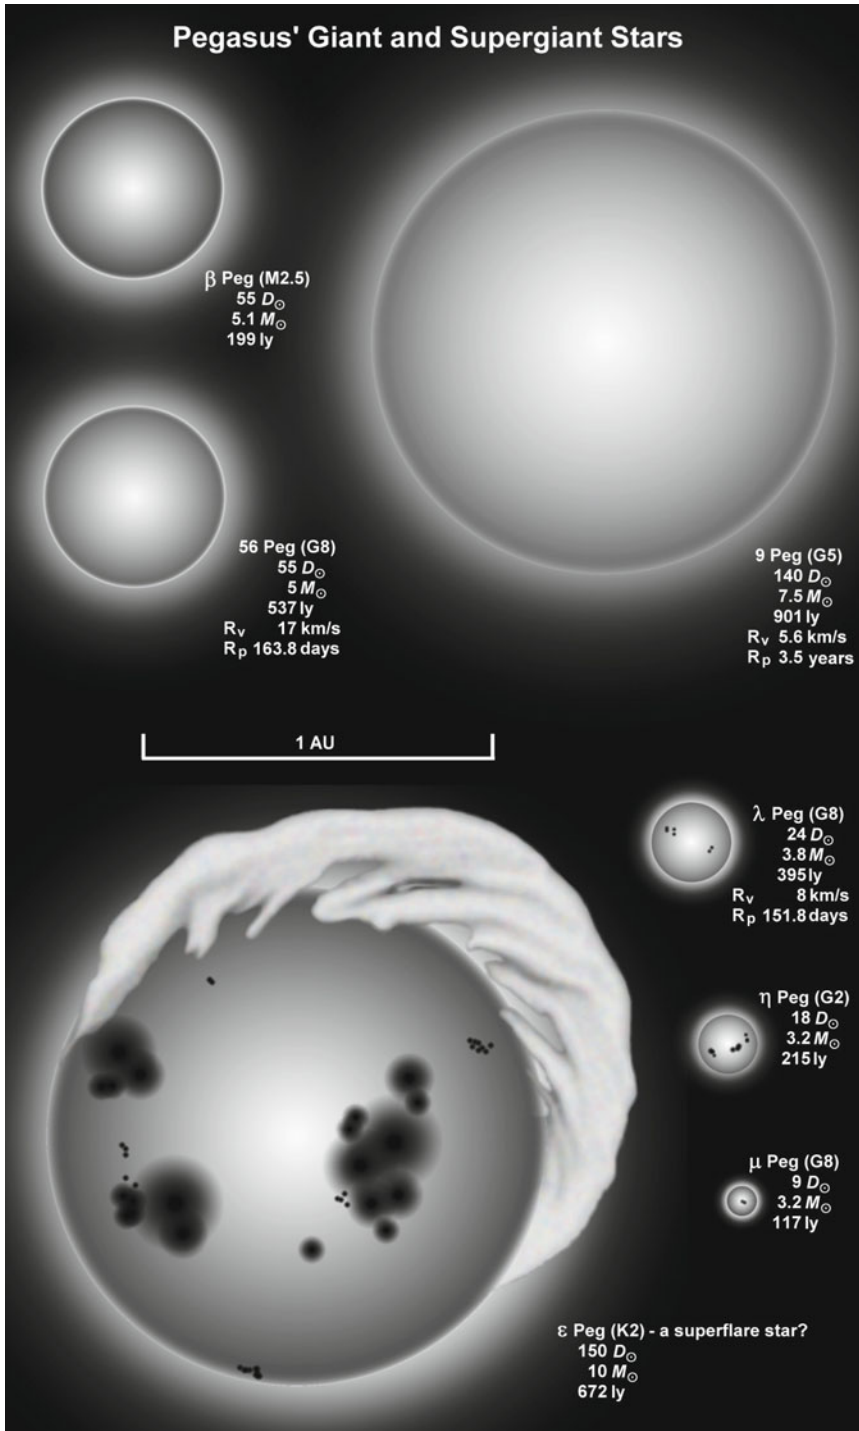 Pegasus' Giant and Supergiant Stars
β Peg (M2.5)
55 D☉
5.1 M☉
199 ly
56 Peg (G8)
55 D☉
5 M☉
537 ly
Rv 17 km/s
Rp 163.8 days
9 Peg (G5)
140 D☉
7.5 M☉
901 ly
Rv 5.6 km/s
Rp 3.5 years
1 AU
λ Peg (G8)
24 D☉
3.8 M☉
395 ly
Rv 8 km/s
Rp 151.8 days
η Peg (G2)
18 D☉
3.2 M☉
215 ly
μ Peg (G8)
9 D☉
3.2 M☉
117 ly
ε Peg (K2) - a superflare star?
150 D☉
10 M☉
672 ly